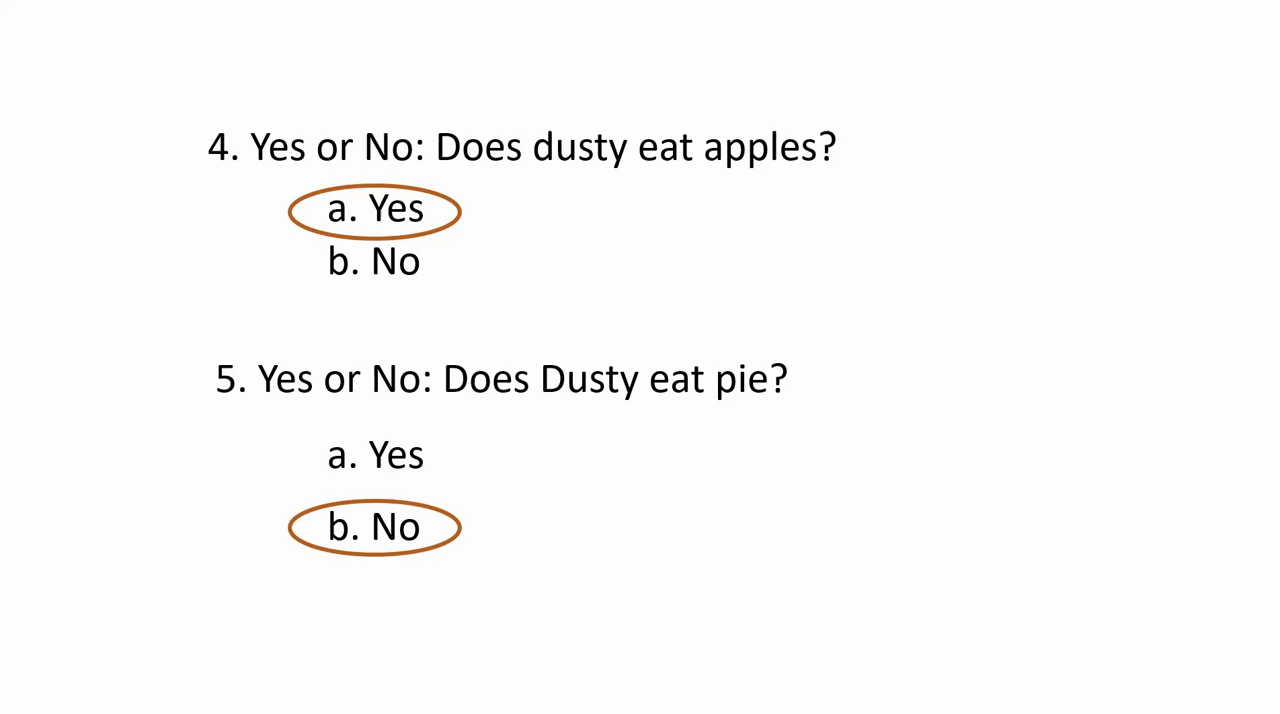 4. Yes or No: Does dusty eat apples?
a. Yes
b. No
5. Yes or No: Does Dusty eat pie?
a. Yes
b. No